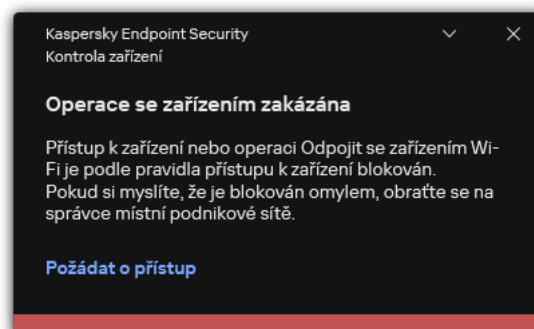 Kaspersky Endpoint Security
Kontrola zařízení
Operace se zařízením zakázána
Přístup k zařízení nebo operaci Odpojit se zařízením Wi-
Fi je podle pravidla přístupu k zařízení blokován.
Pokud si myslíte, že je blokován omylem, obraťte se na
správce místní podnikové sítě.
Požádat o přístup